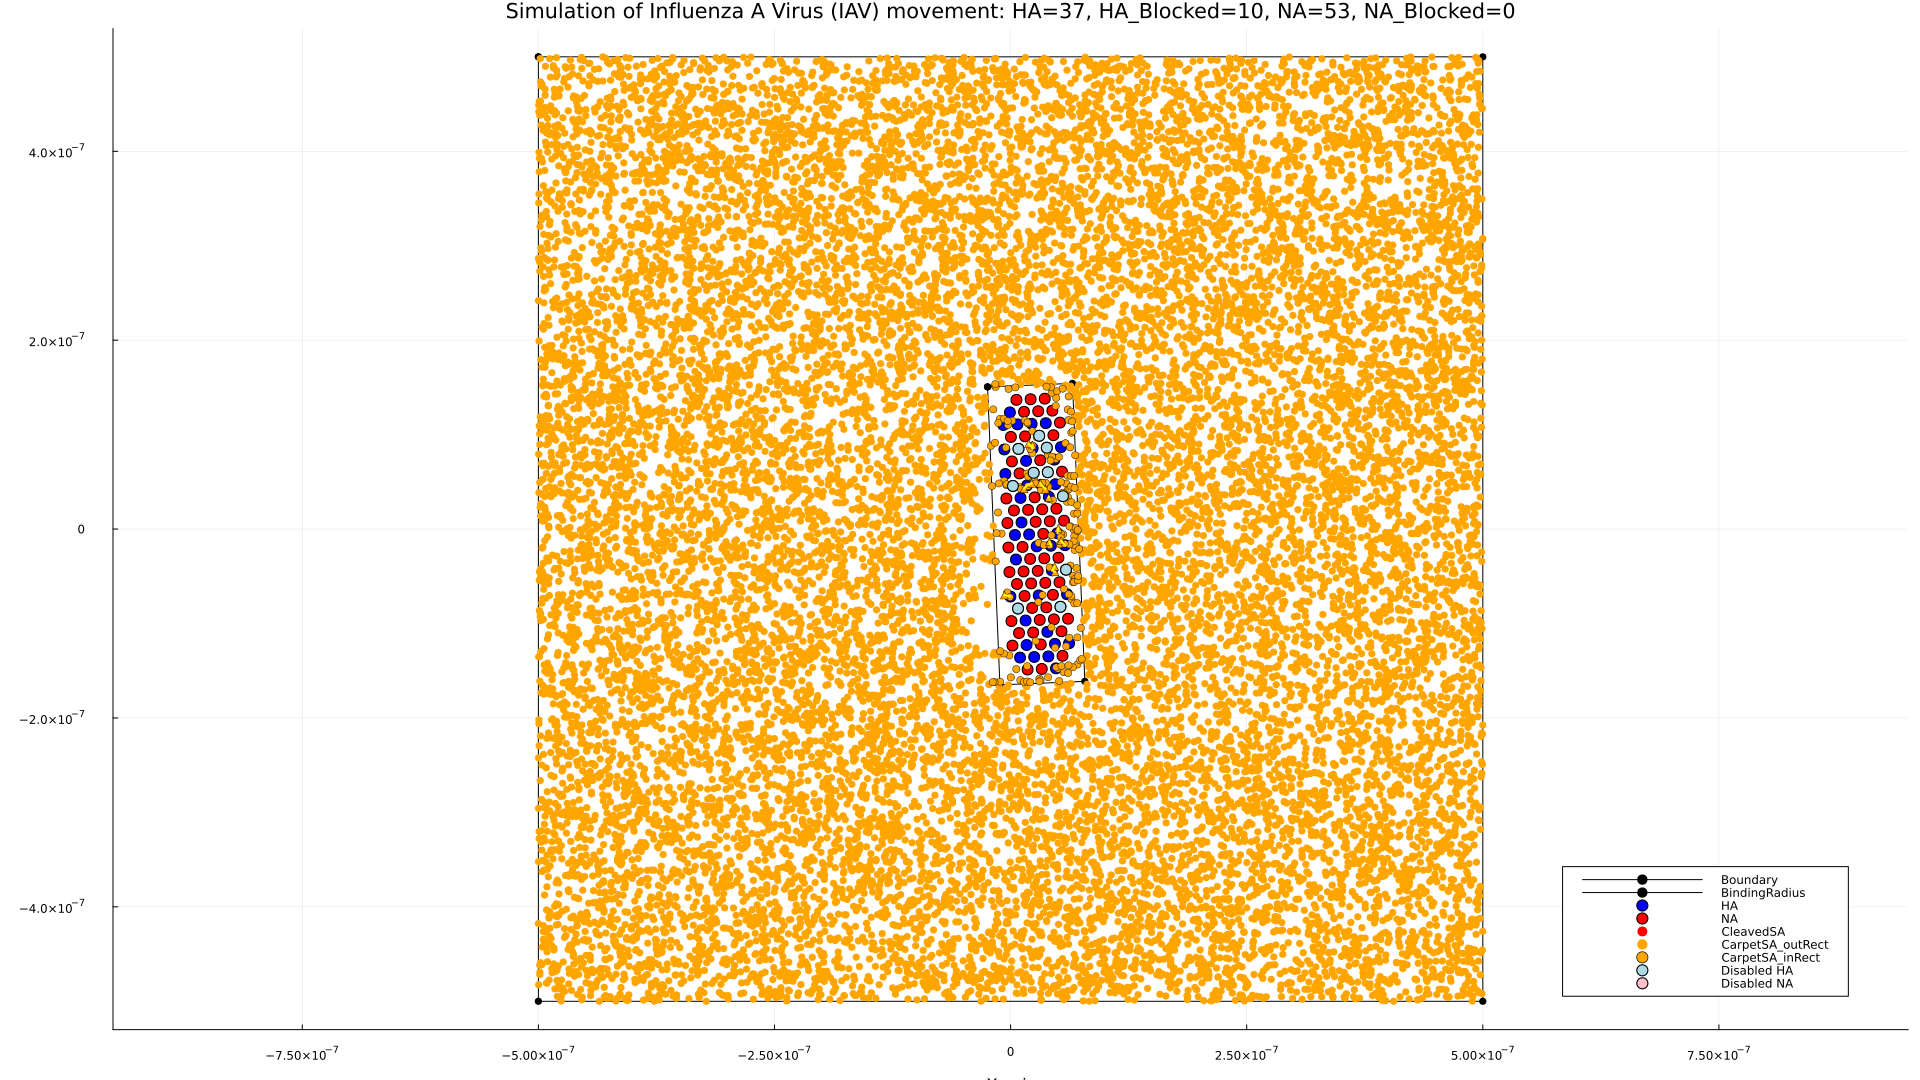 Simulation of Influenza A Virus (IAV) movement: HA=37, HA_Blocked=10, NA=53, NA_Blocked=0
4.0×10⁻⁷
2.0×10⁻⁷
0
−2.0×10⁻⁷
−4.0×10⁻⁷
−7.50×10⁻⁷
−5.00×10⁻⁷
−2.50×10⁻⁷
0
2.50×10⁻⁷
5.00×10⁻⁷
7.50×10⁻⁷
Boundary
BindingRadius
HA
NA
CleavedSA
CarpetSA_outRect
CarpetSA_inRect
Disabled HA
Disabled NA